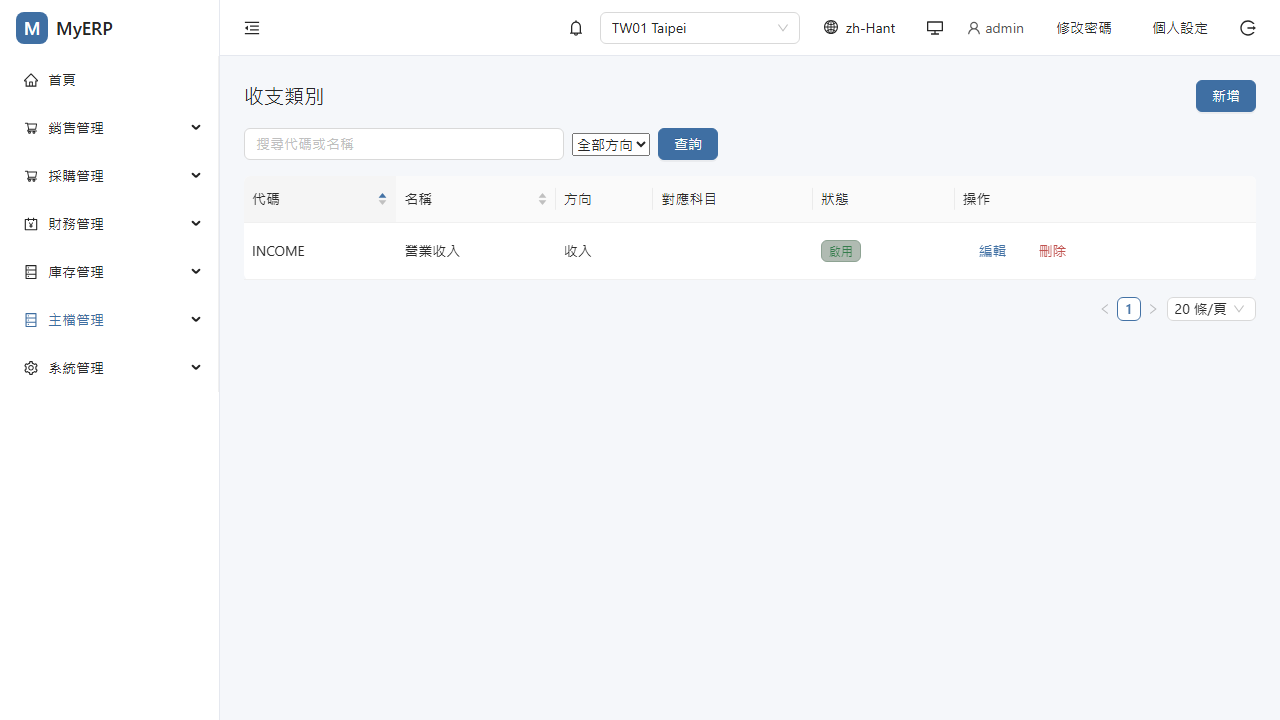 M MyERP
TW01 Taipei
zh-Hant
admin
修改密碼
個人設定
首頁
銷售管理
採購管理
財務管理
庫存管理
主檔管理
系統管理
收支類別
新增
搜尋代碼或名稱
全部方向
查詢
代碼 名稱 方向 對應科目 狀態 操作
INCOME 營業收入 收入 啟用 編輯 刪除
1 20 條/頁